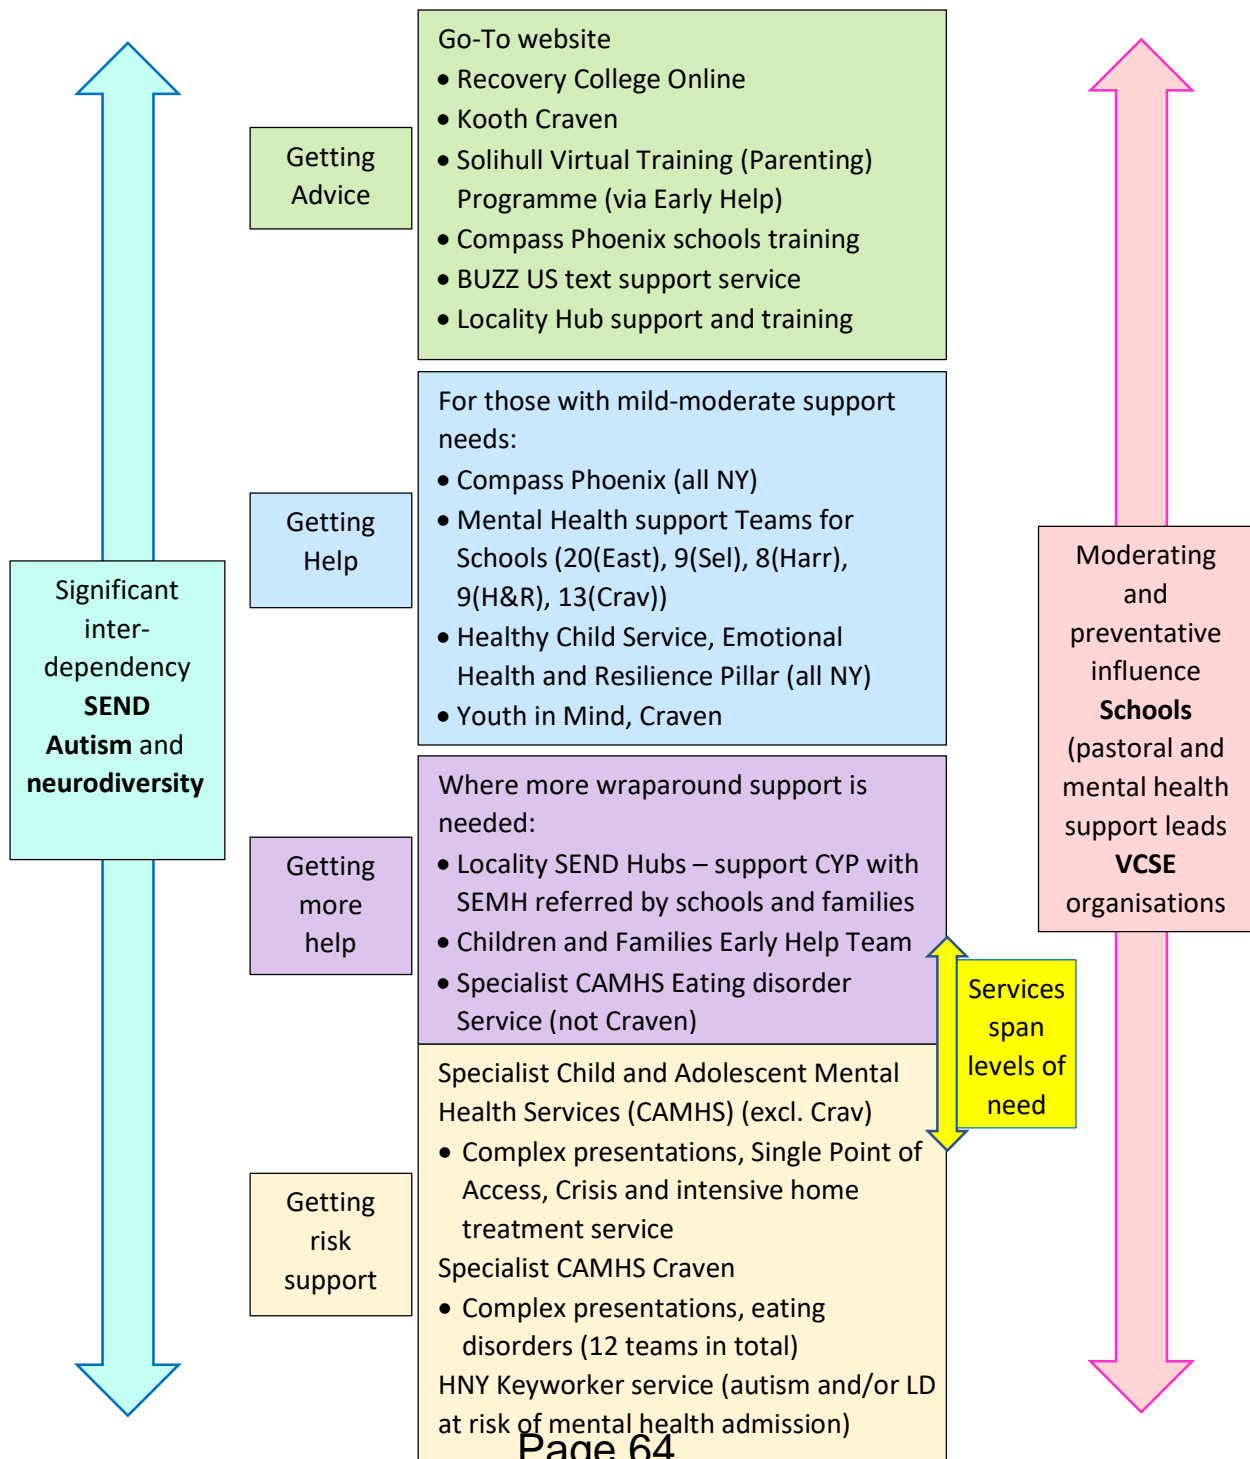 Go-To website
• Recovery College Online
• Kooth Craven
• Solihull Virtual Training (Parenting)
Programme (via Early Help)
• Compass Phoenix schools training
• BUZZ US text support service
• Locality Hub support and training
Getting
Advice
For those with mild-moderate support
needs:
• Compass Phoenix (all NY)
• Mental Health support Teams for
Schools (20(East), 9(Sel), 8(Harr),
9(H&R), 13(Crav))
• Healthy Child Service, Emotional
Health and Resilience Pillar (all NY)
• Youth in Mind, Craven
Getting
Help
Significant
inter-
dependency
SEND
Autism and
neurodiversity
Moderating
and
preventative
influence
Schools
(pastoral and
mental health
support leads
VCSE
organisations
Where more wraparound support is
needed:
• Locality SEND Hubs – support CYP with
SEMH referred by schools and families
• Children and Families Early Help Team
• Specialist CAMHS Eating disorder
Service (not Craven)
Getting
more
help
Services
span
levels of
need
Specialist Child and Adolescent Mental
Health Services (CAMHS) (excl. Crav)
• Complex presentations, Single Point of
Access, Crisis and intensive home
treatment service
Specialist CAMHS Craven
• Complex presentations, eating
disorders (12 teams in total)
HNY Keyworker service (autism and/or LD
at risk of mental health admission)
Getting
risk
support
Page 64